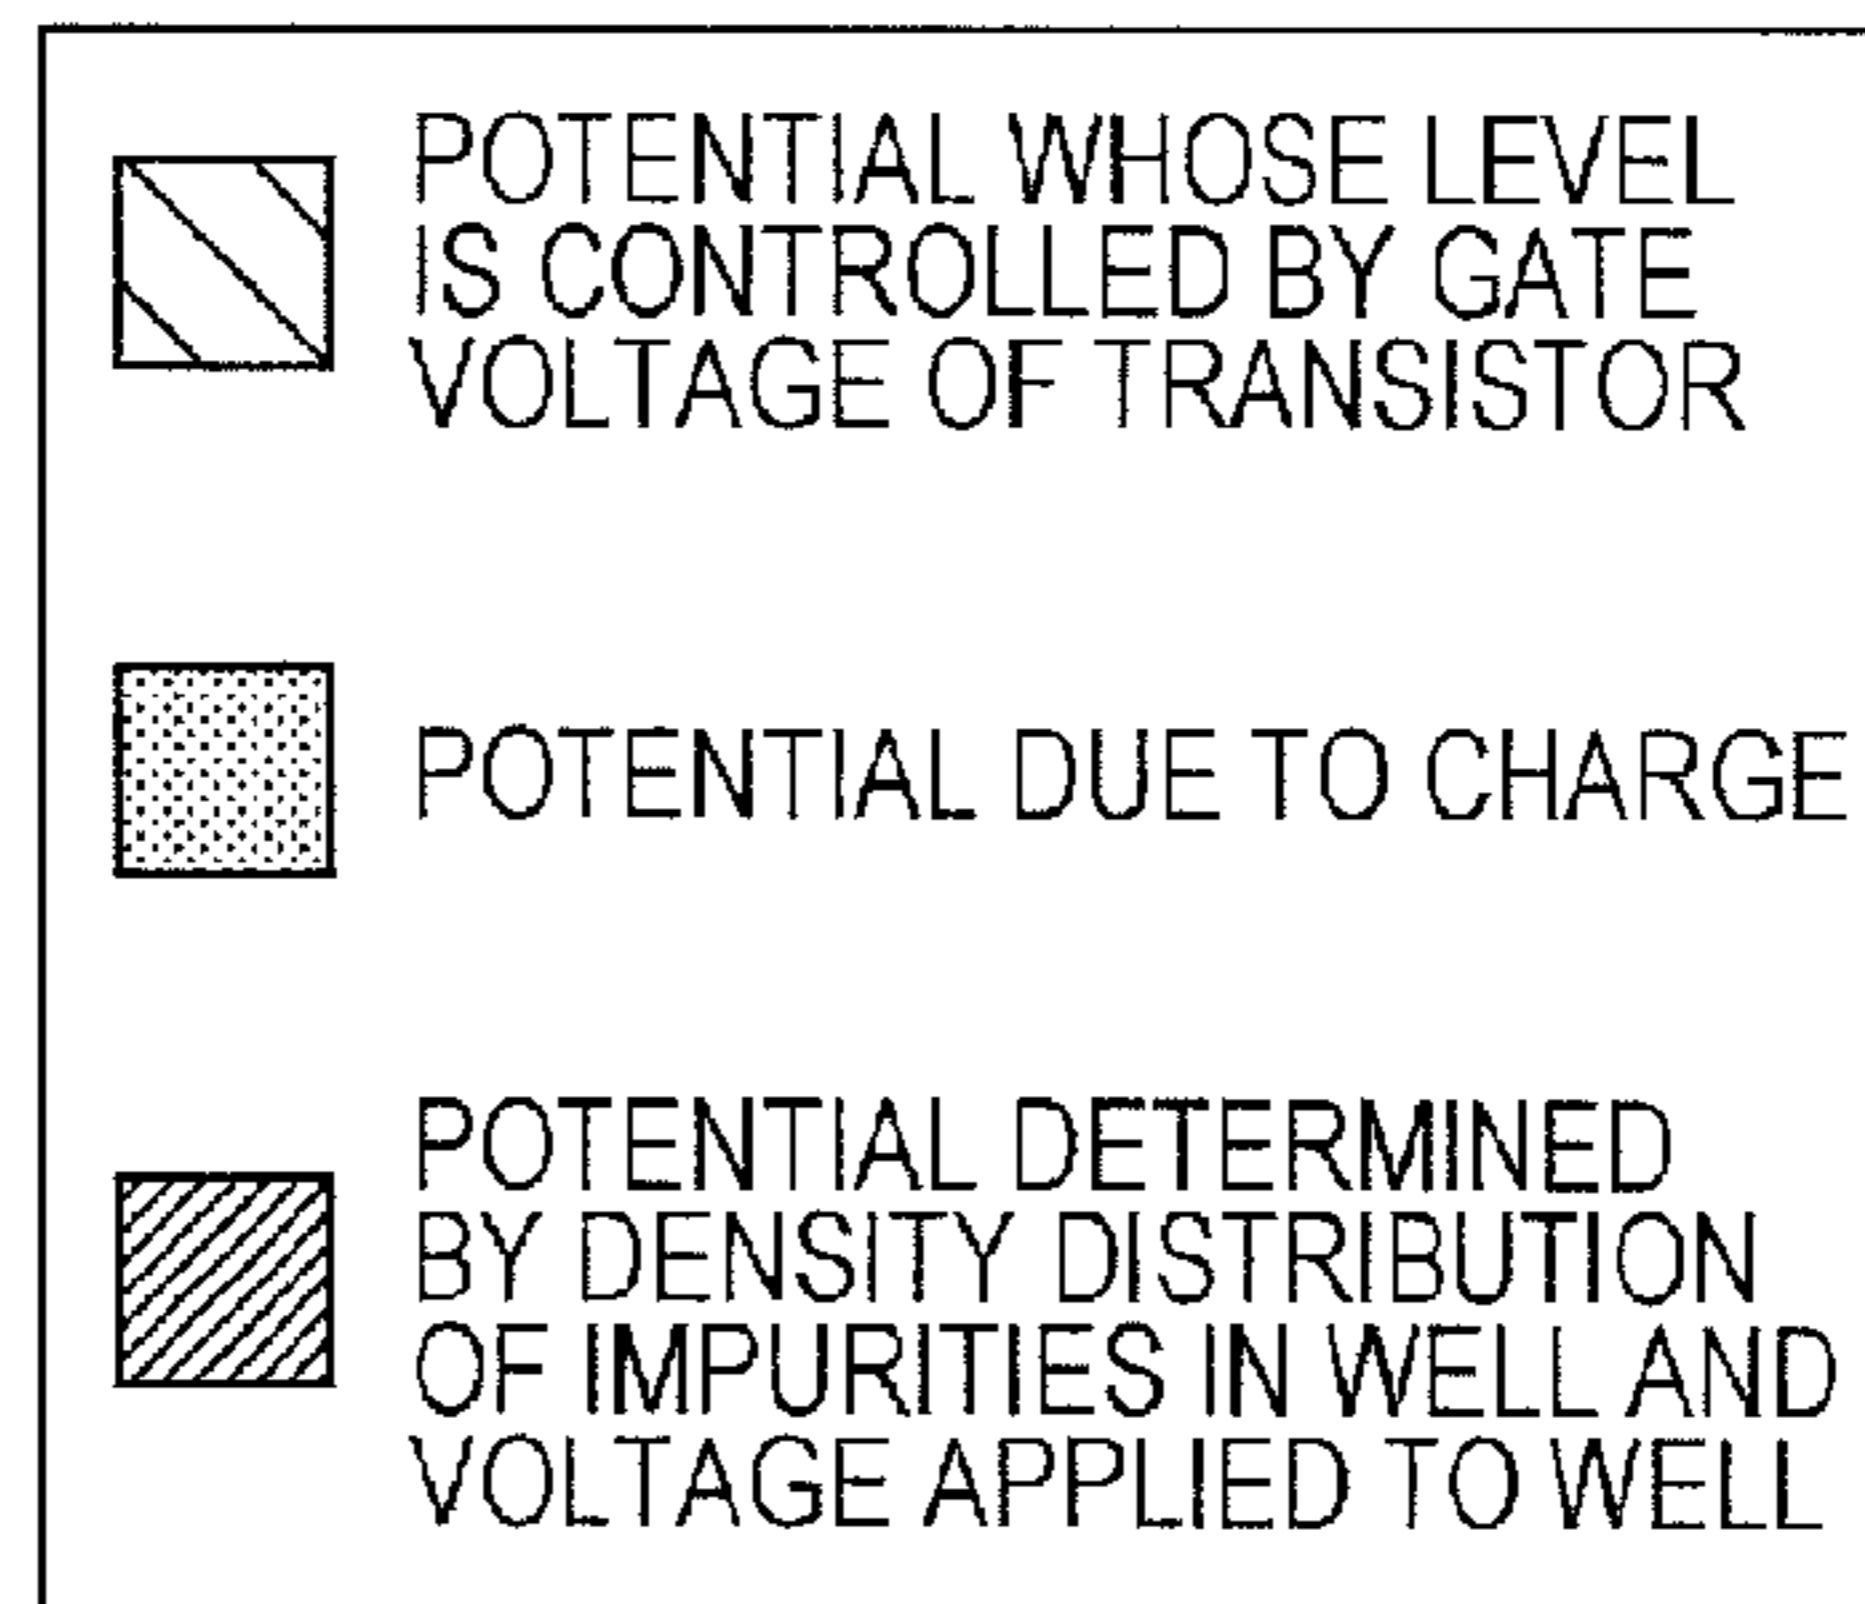 POTENTIAL WHOSE LEVEL
IS CONTROLLED BY GATE
VOLTAGE OF TRANSISTOR
POTENTIAL DUE TO CHARGE
POTENTIAL DETERMINED
BY DENSITY DISTRIBUTION
OF IMPURITIES IN WELL AND
VOLTAGE APPLIED TO WELL